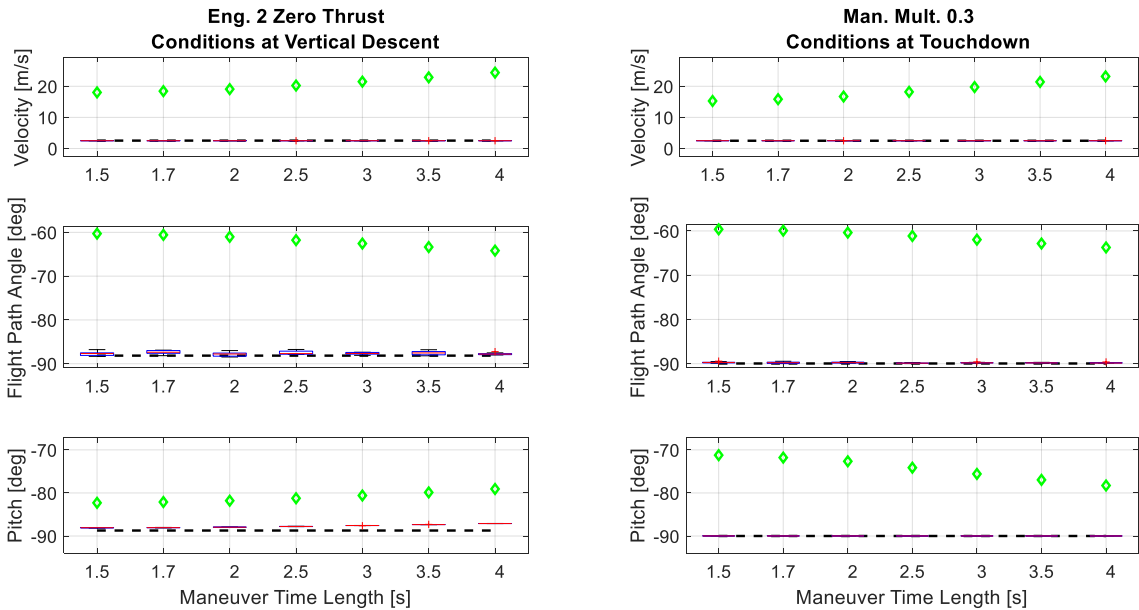 Eng. 2 Zero Thrust
Conditions at Vertical Descent
Velocity [m/s]
20
10
0
1.5 1.7 2 2.5 3 3.5 4
Flight Path Angle [deg]
-60
-70
-80
-90
1.5 1.7 2 2.5 3 3.5 4
Pitch [deg]
-70
-80
-90
1.5 1.7 2 2.5 3 3.5 4
Maneuver Time Length [s]
Man. Mult. 0.3
Conditions at Touchdown
Velocity [m/s]
20
10
0
1.5 1.7 2 2.5 3 3.5 4
Flight Path Angle [deg]
-60
-70
-80
-90
1.5 1.7 2 2.5 3 3.5 4
Pitch [deg]
-70
-80
-90
1.5 1.7 2 2.5 3 3.5 4
Maneuver Time Length [s]